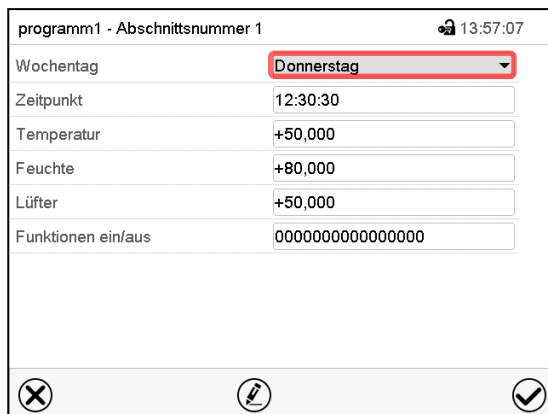 programm1 - Abschnittsnummer 1 13:57:07
Wochentag Donnerstag
Zeitpunkt 12:30:30
Temperatur +50,000
Feuchte +80,000
Lüfter +50,000
Funktionen ein/aus 0000000000000000